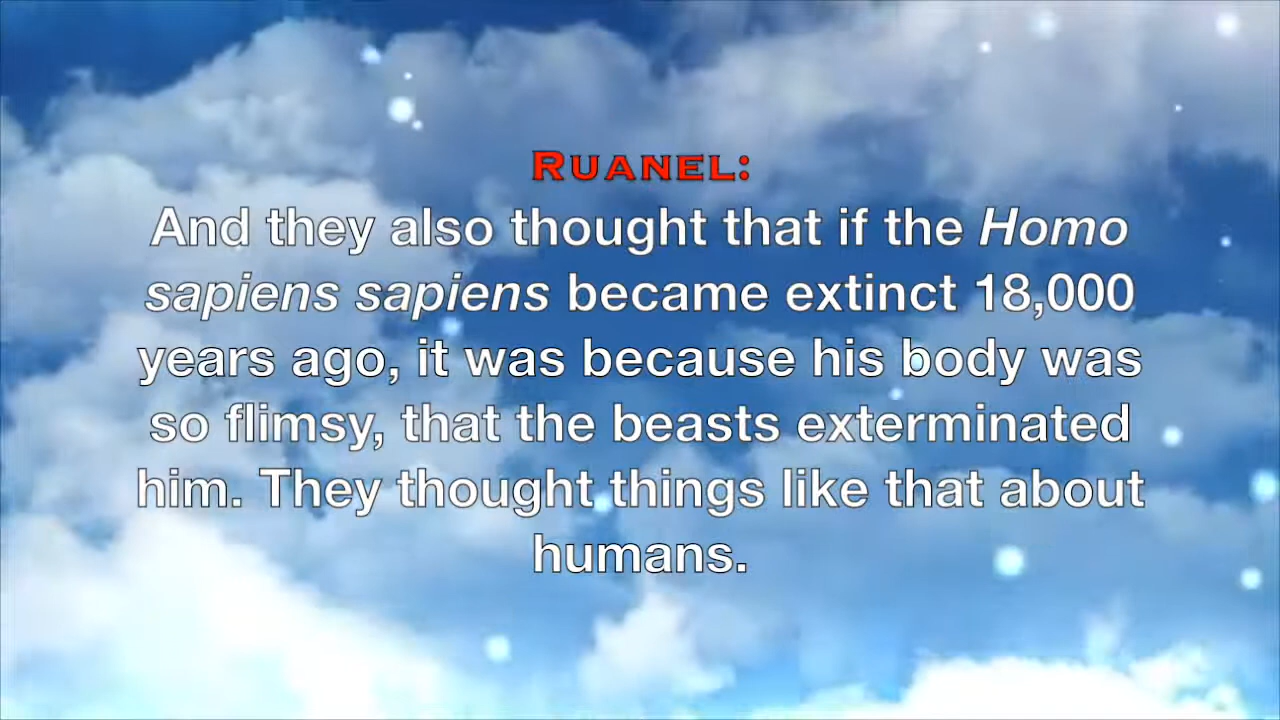 RUANEL:
And they also thought that if the Homo
sapiens sapiens became extinct 18,000
years ago, it was because his body was
so flimsy, that the beasts exterminated
him. They thought things like that about
humans.